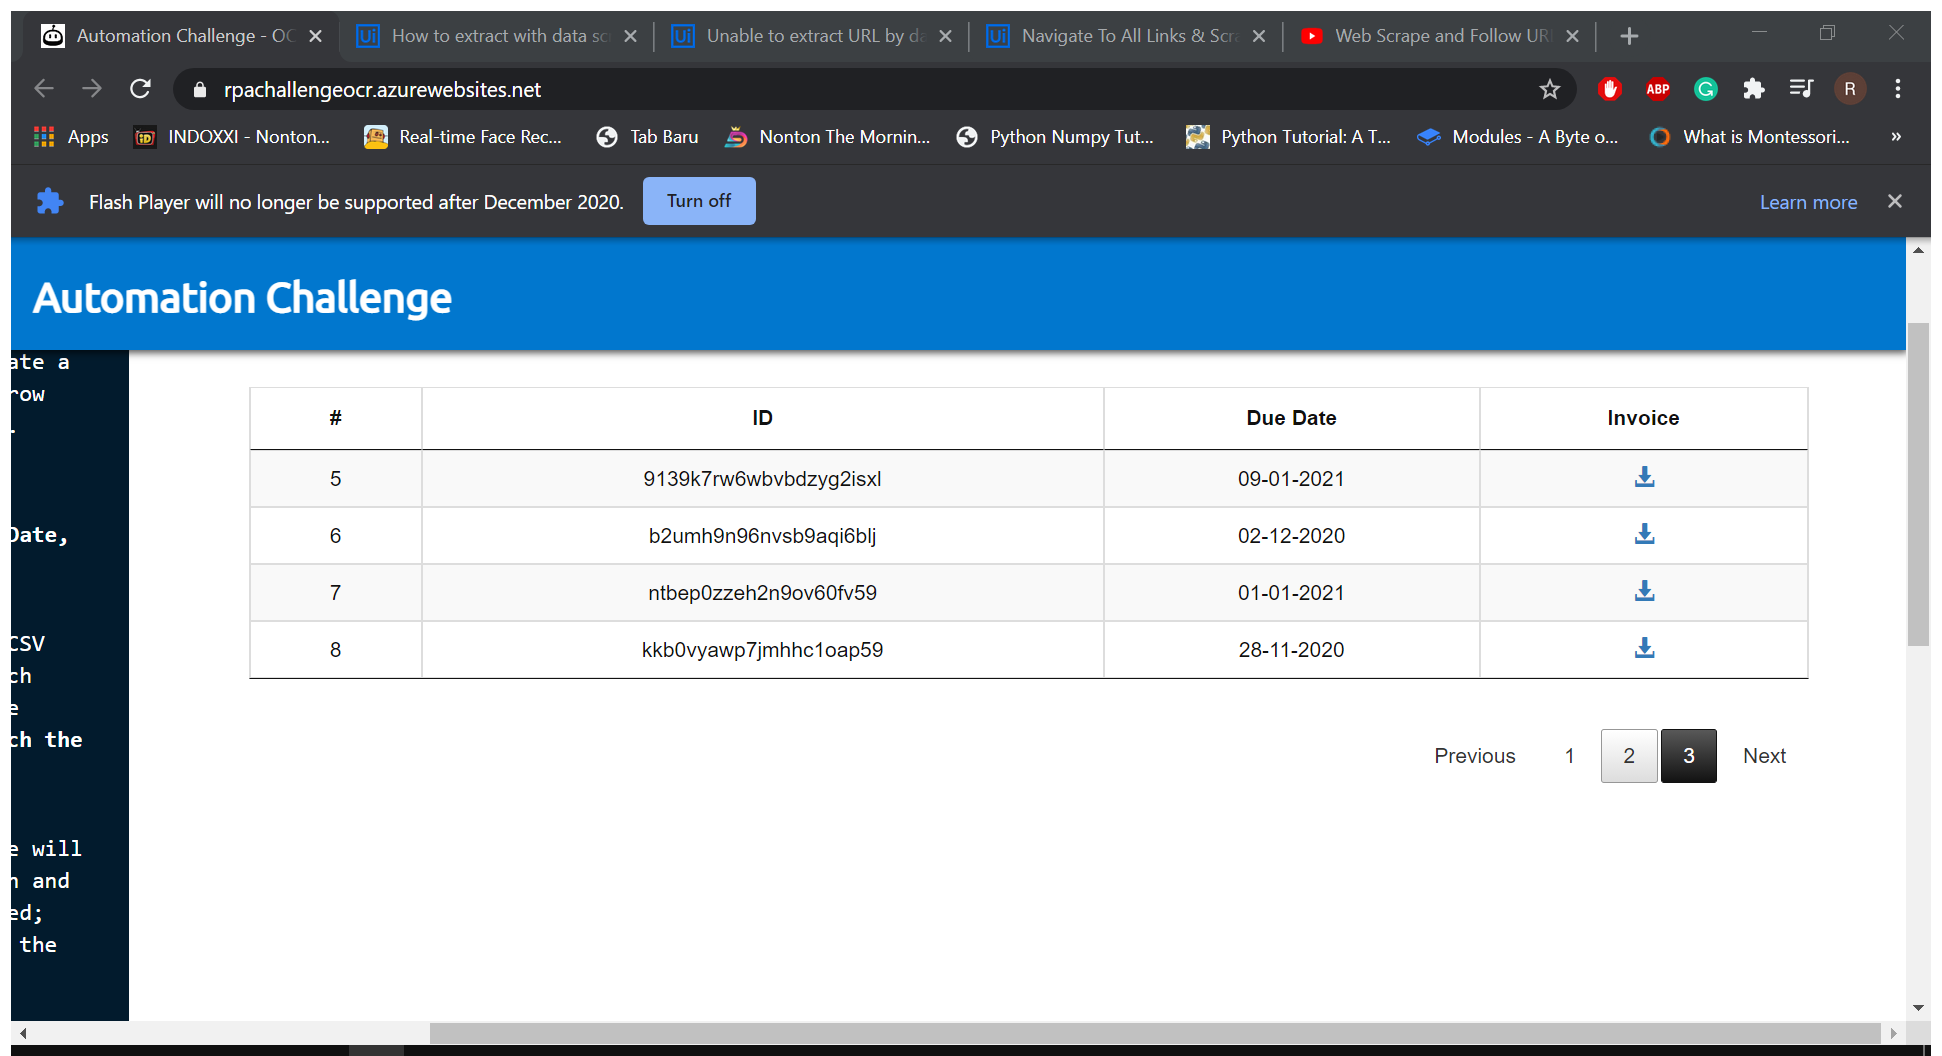 Automation Challenge - OC
How to extract with data sc
Unable to extract URL by da
Navigate To All Links & Scra
Web Scrape and Follow URL
rpachallengeocr.azurewebsites.net
ABP
G
R
Apps
iD
INDOXXI - Nonton...
Real-time Face Rec...
Tab Baru
Nonton The Mornin...
Python Numpy Tut...
Python Tutorial: A T...
Modules - A Byte o...
What is Montessori...
»
Flash Player will no longer be supported after December 2020.
Turn off
Learn more
Automation Challenge
ate a
row
.
Date,
CSV
ch
e
ch the
e will
n and
ed;
the
# ID Due Date Invoice
5 9139k7rw6wbvbdzyg2isxl 09-01-2021
6 b2umh9n96nvsb9aqi6blj 02-12-2020
7 ntbep0zzeh2n9ov60fv59 01-01-2021
8 kkb0vyawp7jmhhc1oap59 28-11-2020
Previous 1 2 3 Next